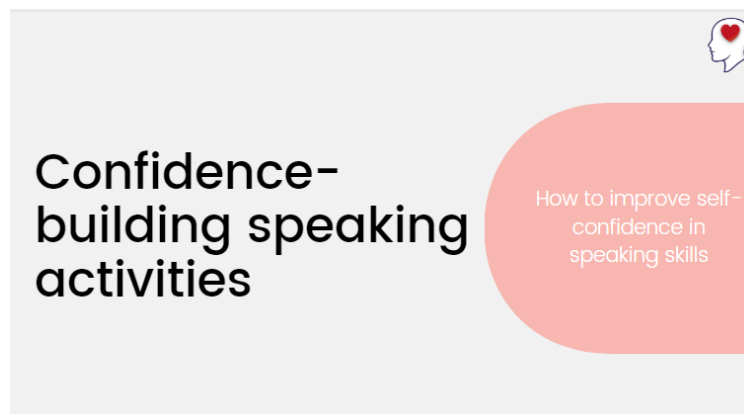 Confidence-
building speaking
activities
How to improve self-
confidence in
speaking skills